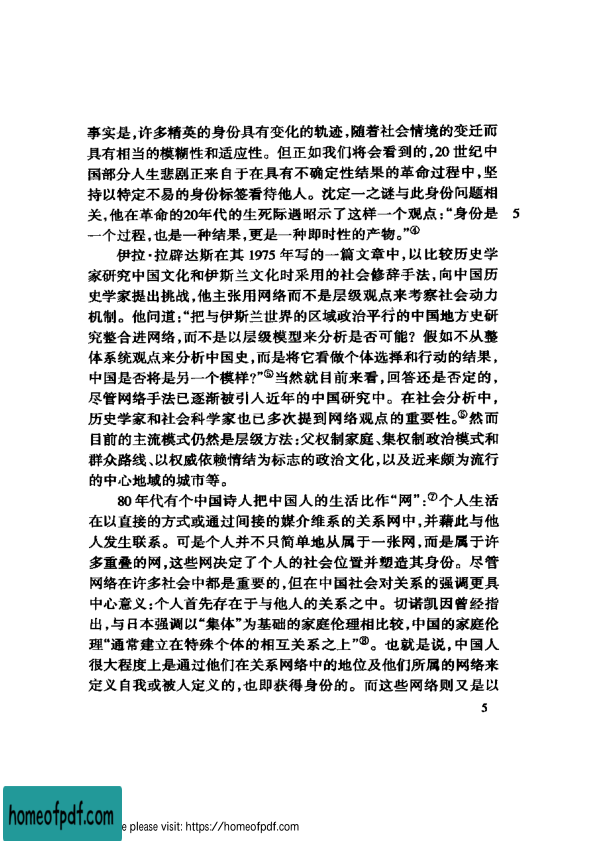 事实是,许多精英的身份具有变化的轨迹,随着社会情境的变迁而
具有相当的模糊性和适应性。但正如我们将会看到的,20 世纪中
国部分人生悲剧正来自于在具有不确定性结果的革命过程中,坚
持以特定不易的身份标签看待他人。沈定一之谜与此身份问题相
关,他在革命的20年代的生死际遇昭示了这样一个观点:“身份是 5
一个过程,也是一种结果,更是一种即时性的产物。”④
伊拉·拉辟达斯在其 1975 年写的一篇文章中,以比较历史学
家研究中国文化和伊斯兰文化时采用的社会修辞手法,向中国历
史学家提出挑战,他主张用网络而不是层级观点来考察社会动力
机制。他问道:“把与伊斯兰世界的区域政治平行的中国地方史研
究整合进网络,而不是以层级模型来分析是否可能? 假如不从整
体系统观点来分析中国史,而是将它看做个体选择和行动的结果,
中国是否将是另一个模样?”⑤当然就目前来看,回答还是否定的,
尽管网络手法已逐渐被引入近年的中国研究中。在社会分析中,
历史学家和社会科学家也已多次提到网络观点的重要性。⑥然而
目前的主流模式仍然是层级方法:父权制家庭、集权制政治模式和
群众路线、以权威依赖情结为标志的政治文化,以及近来颇为流行
的中心地域的城市等。
80 年代有个中国诗人把中国人的生活比作“网”:⑦个人生活
在以直接的方式或通过间接的媒介维系的关系网中,并藉此与他
人发生联系。可是个人并不只简单地从属于一张网,而是属于许
多重叠的网,这些网决定了个人的社会位置并塑造其身份。尽管
网络在许多社会中都是重要的,但在中国社会对关系的强调更具
中心意义:个人首先存在于与他人的关系之中。切诺凯因曾经指
出,与日本强调以“集体”为基础的家庭伦理相比较,中国的家庭伦
理“通常建立在特殊个体的相互关系之上”⑧。也就是说,中国人
很大程度上是通过他们在关系网络中的地位及他们所属的网络来
定义自我或被人定义的,也即获得身份的。而这些网络则又是以
5
homeofpdf.com
e please visit: https://homeofpdf.com